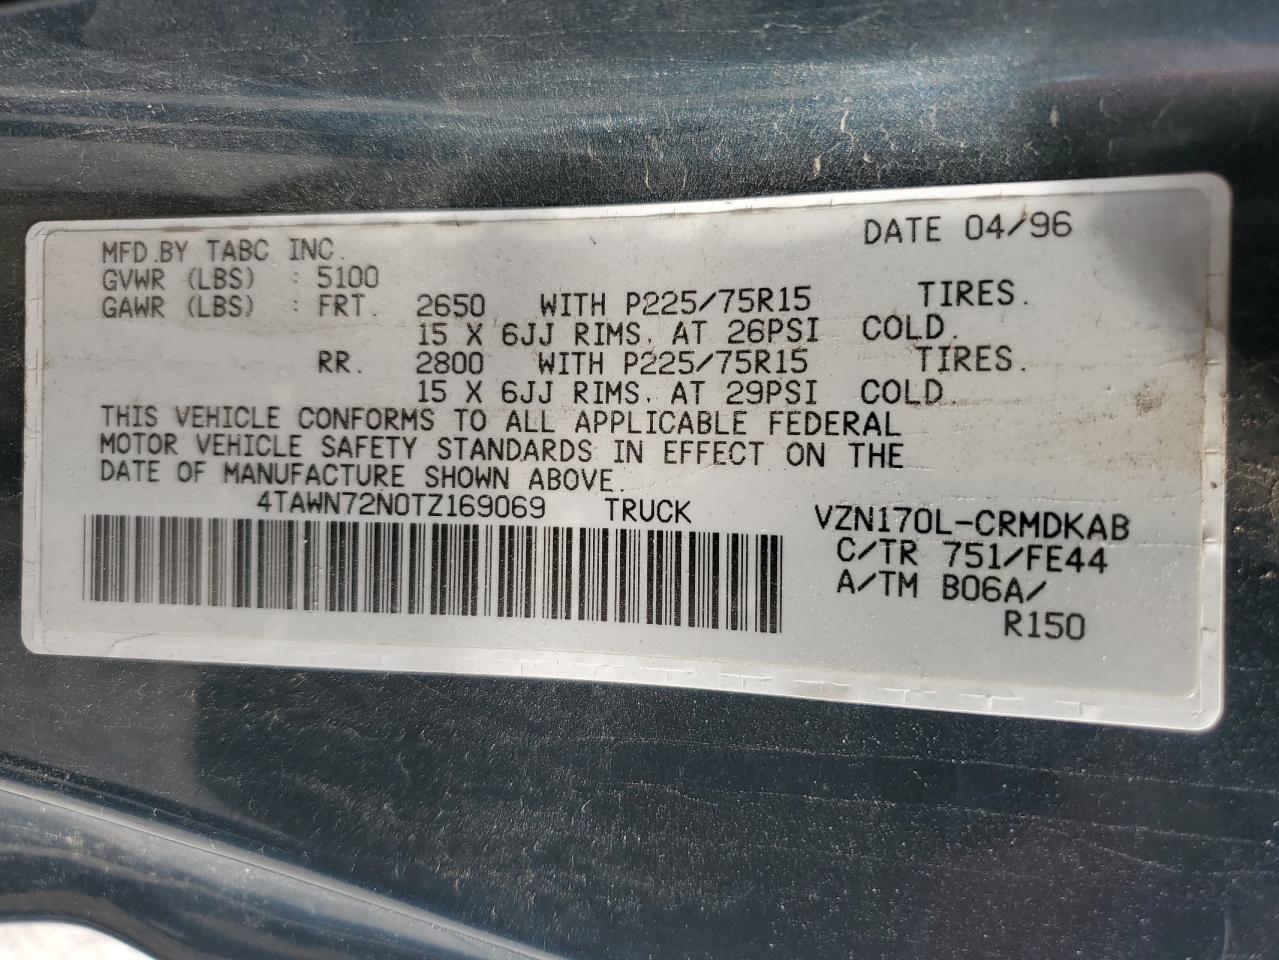 DATE 04/96
MFD.BY TABC INC.
GVWR (LBS) : 5100
GAWR (LBS) : FRT. 2650 WITH P225/75R15 TIRES.
15 X 6JJ RIMS. AT 26PSI COLD.
RR. 2800 WITH P225/75R15 TIRES.
15 X 6JJ RIMS. AT 29PSI COLD.
THIS VEHICLE CONFORMS TO ALL APPLICABLE FEDERAL
MOTOR VEHICLE SAFETY STANDARDS IN EFFECT ON THE
DATE OF MANUFACTURE SHOWN ABOVE.
4TAWN72N0TZ169069 TRUCK VZN170L-CRMDKAB
C/TR 751/FE44
A/TM B06A/
R150